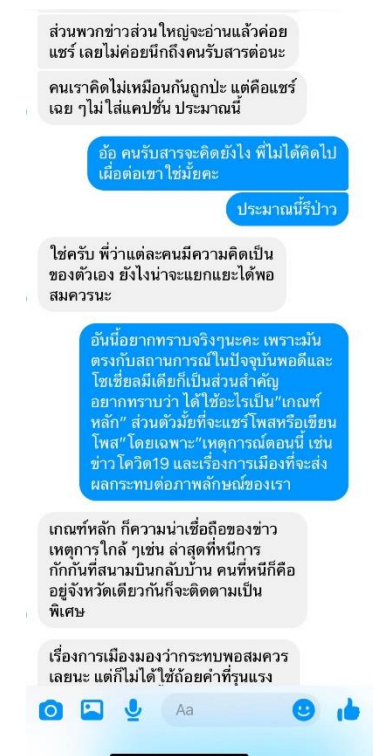 ส่วนพวกข่าวส่วนใหญ่จะอ่านแล้วค่อย
แชร์ เลยไม่ค่อยนึกถึงคนรับสารต่อนะ
คนเราคิดไม่เหมือนกันถูกป่ะ แต่คือแชร์
เฉย ๆไม่ใส่แคปชั่น ประมาณนี้
อ้อ คนรับสารจะคิดยังไง พี่ไม่ได้คิดไป
เผื่อต่อเขาใช่มั้ยคะ
ประมาณนี้รึป่าว
ใช่ครับ พี่ว่าแต่ละคนมีความคิดเป็น
ของตัวเอง ยังไงน่าจะแยกแยะได้พอ
สมควรนะ
อันนี้อยากทราบจริงๆนะคะ เพราะมัน
ตรงกับสถานการณ์ในปัจจุบันพอดีและ
โซเชี่ยลมีเดียก็เป็นส่วนสำคัญ
อยากทราบว่า ได้ใช้อะไรเป็น"เกณฑ์
หลัก" ส่วนตัวมั้ยที่จะแชร์โพสหรือเขียน
โพส"โดยเฉพาะ"เหตุการณ์ตอนนี้ เช่น
ข่าวโควิด19 และเรื่องการเมืองที่จะส่ง
ผลกระทบต่อภาพลักษณ์ของเรา
เกณฑ์หลัก ก็ความน่าเชื่อถือของข่าว
เหตุการใกล้ ๆเช่น ล่าสุดที่หนีการ
กักกันที่สนามบินกลับบ้าน คนที่หนีก็คือ
อยู่จังหวัดเดียวกันก็จะติดตามเป็น
พิเศษ
เรื่องการเมืองมองว่ากระทบพอสมควร
เลยนะ แต่ก็ไม่ได้ใช้ถ้อยคำที่รุนแรง
Aa